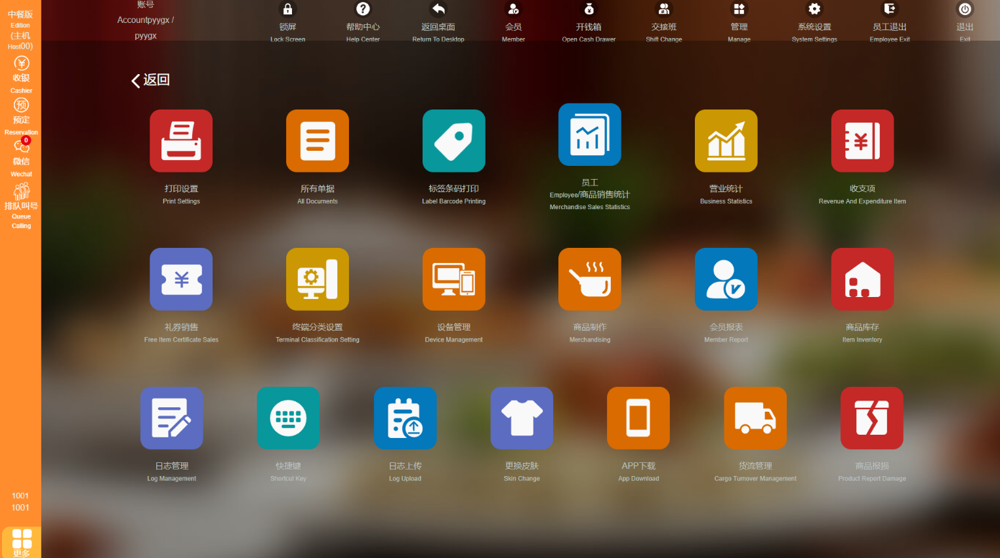 中餐版
Edition
(主机
Host00)
收银
Cashier
预
预定
Reservation
0
微信
Wechat
排队叫号
Queue
Calling
1001
1001
更多
账号
Accountpyygx /
pyygx
锁屏
Lock Screen
帮助中心
Help Center
返回桌面
Return To Desktop
会员
Member
开钱箱
Open Cash Drawer
交接班
Shift Change
管理
Manage
系统设置
System Settings
员工退出
Employee Exit
退出
Exit
返回
打印设置
Print Settings
所有单据
All Documents
标签条码打印
Label Barcode Printing
员工
Employee/商品销售统计
Merchandise Sales Statistics
营业统计
Business Statistics
收支项
Revenue And Expenditure Item
礼券销售
Free Item Certificate Sales
终端分类设置
Terminal Classification Setting
设备管理
Device Management
商品制作
Merchandising
会员报表
Member Report
商品库存
Item Inventory
日志管理
Log Management
快捷键
Shortcut Key
日志上传
Log Upload
更换皮肤
Skin Change
APP下载
App Download
货流管理
Cargo Turnover Management
商品报损
Product Report Damage